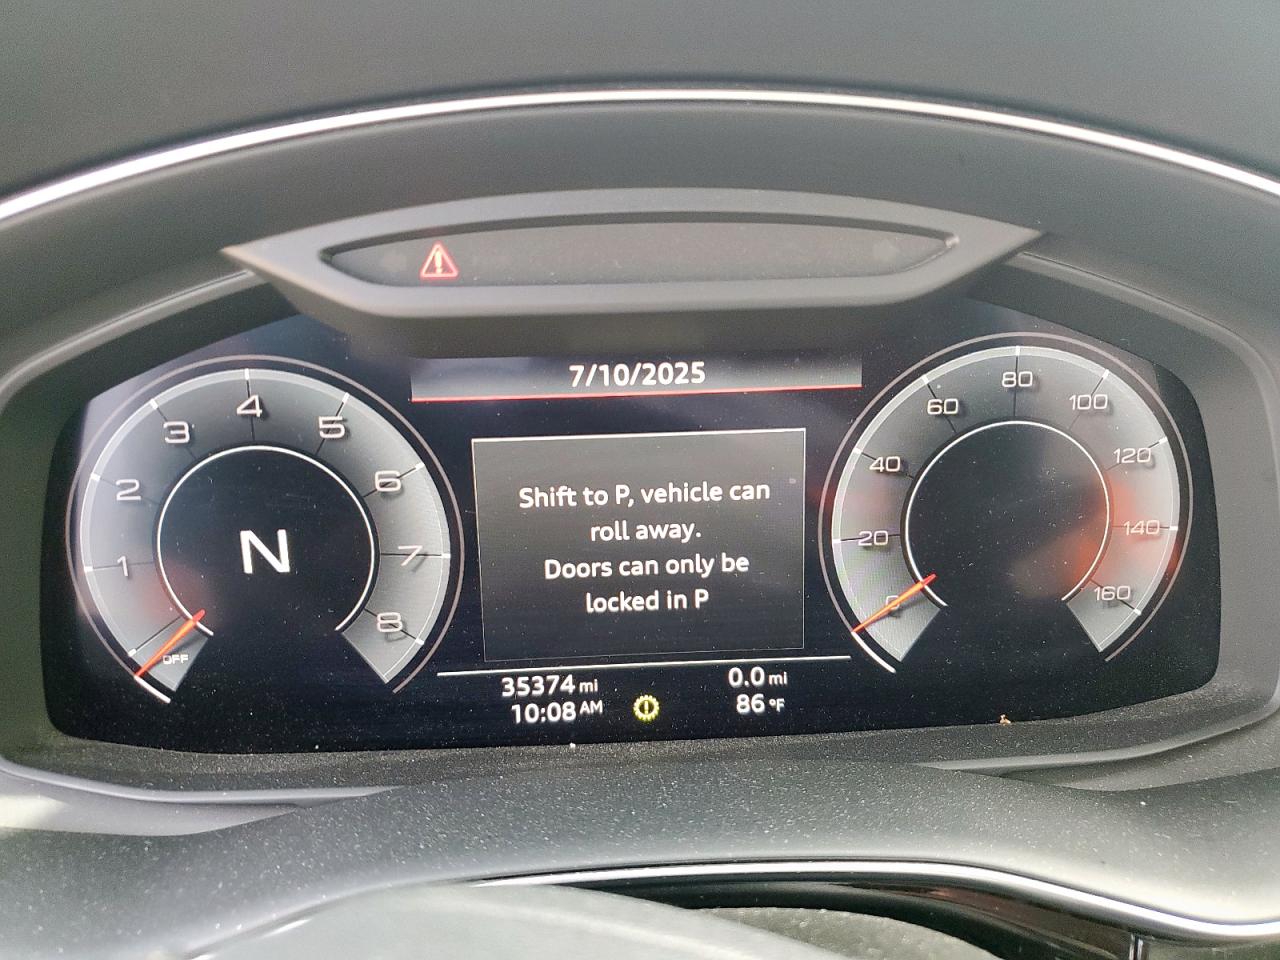 7/10/2025
1
2
3
4
5
6
7
8
OFF
N
Shift to P, vehicle can
roll away.
Doors can only be
locked in P
0
20
40
60
80
100
120
140
160
35374 mi
0.0 mi
10:08 AM
86 °F